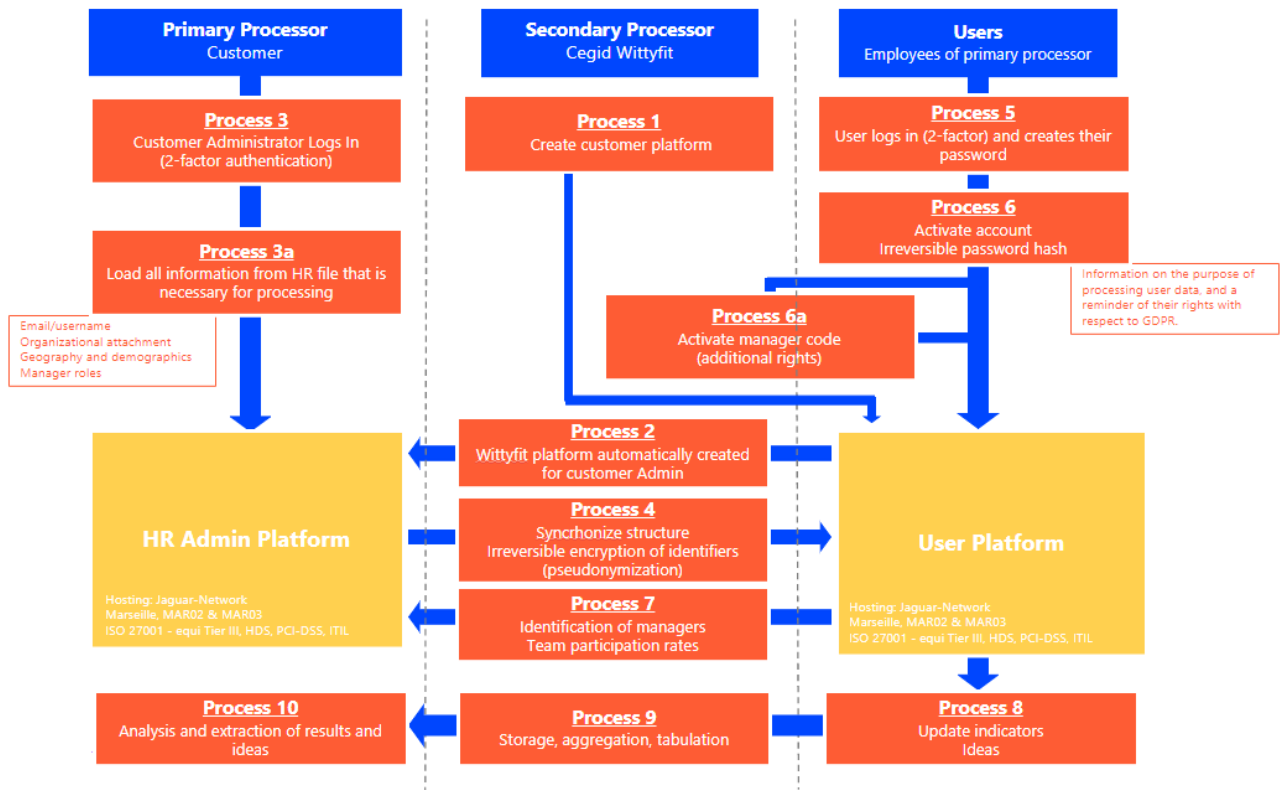 Primary Processor
Customer
Secondary Processor
Cegid Wittyfit
Users
Employees of primary processor
Process 3
Customer Administrator Logs In
(2-factor authentication)
Process 1
Create customer platform
Process 5
User logs in (2-factor) and creates their
password
Process 6
Activate account
Irreversible password hash
Process 3a
Load all information from HR file that is
necessary for processing
Information on the purpose of
processing user data, and a
reminder of their rights with
respect to GDPR.
Email/username
Organizational attachment
Geography and demographics
Manager roles
Process 6a
Activate manager code
(additional rights)
Process 2
Wittyfit platform automatically created
for customer Admin
Process 4
Syncrhonize structure
Irreversible encryption of identifiers
(pseudonymization)
HR Admin Platform
Hosting: Jaguar-Network
Marseille, MAR02 & MAR03
ISO 27001 - equi Tier III, HDS, PCI-DSS, ITIL
User Platform
Hosting: Jaguar-Network
Marseille, MAR02 & MAR03
ISO 27001 - equi Tier III, HDS, PCI-DSS, ITIL
Process 7
Identification of managers
Team participation rates
Process 10
Analysis and extraction of results and
ideas
Process 9
Storage, aggregation, tabulation
Process 8
Update indicators
Ideas